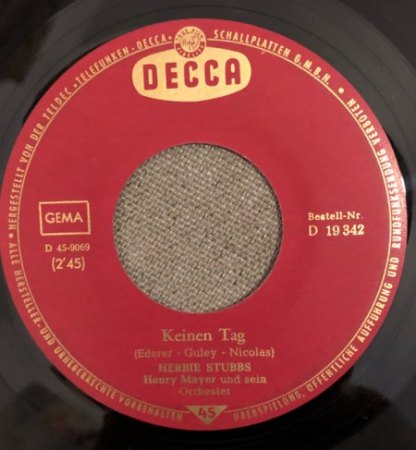 HERGESTELLT VON DER TELDEC • »TELEFUNKEN - DECCA« SCHALLPLATTEN G.M.B.H.
DECCA
GEMA
D 45-9069
(2'45)
Bestell-Nr.
D 19 342
Keinen Tag
(Ederer - Guley - Nicolas)
HERBIE STUBBS
Henry Mayer und sein
Orchester
45
ALLE HERSTELLER- UND URHEBERRECHTE VORBEHALTEN
ÜBERSPIELUNG, ÖFFENTLICHE AUFFÜHRUNG UND RUNDFUNKSENDUNG VERBOTEN